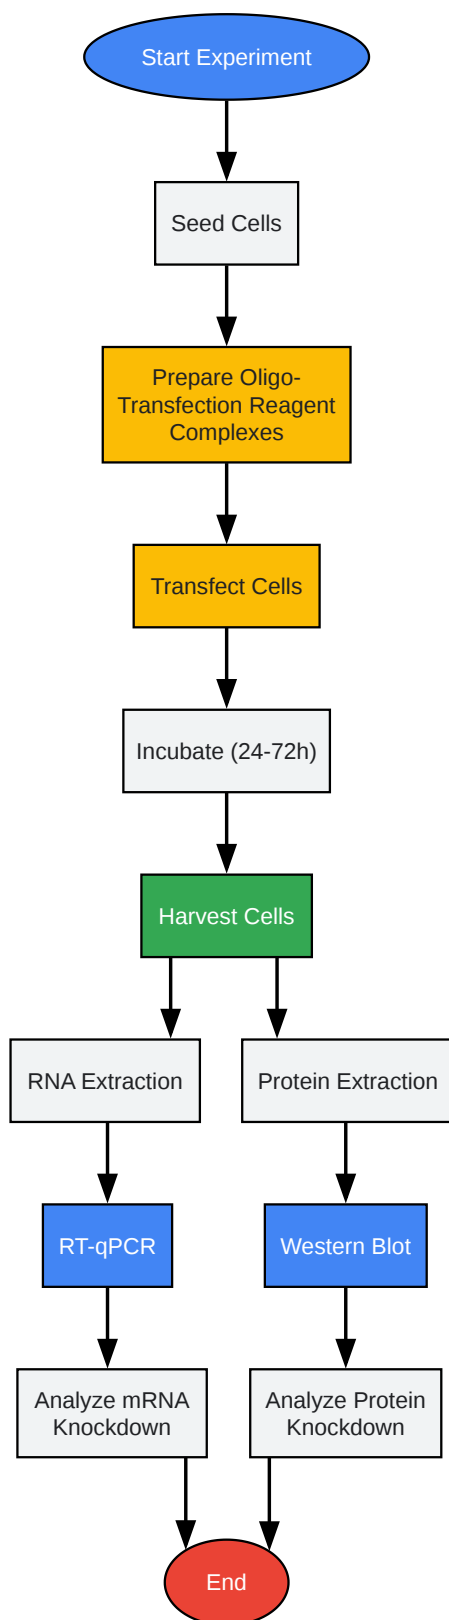 Start Experiment
Seed Cells
Prepare Oligo-
Transfection Reagent
Complexes
Transfect Cells
Incubate (24-72h)
Harvest Cells
RNA Extraction
Protein Extraction
RT-qPCR
Western Blot
Analyze mRNA
Knockdown
Analyze Protein
Knockdown
End